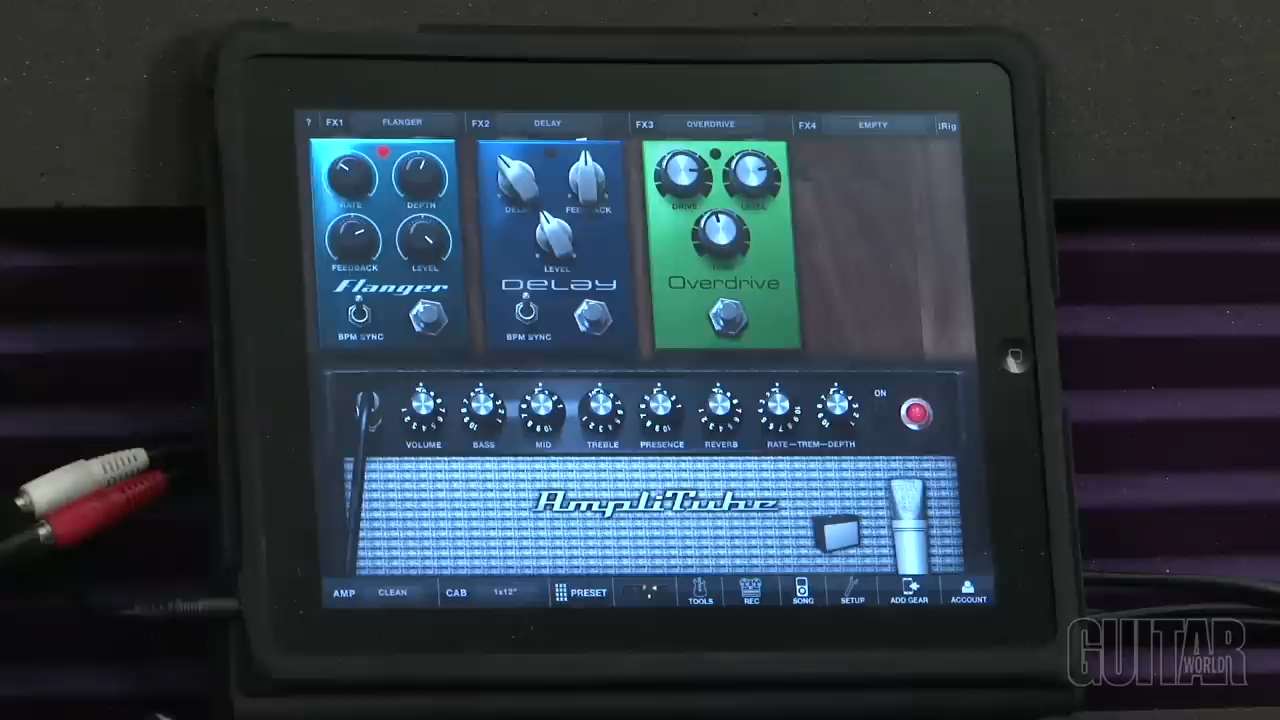 ? FX1 FLANGER FX2 DELAY FX3 OVERDRIVE FX4 EMPTY iRig
RATE DEPTH
FEEDBACK LEVEL
Flanger
BPM SYNC
FEEDBACK
LEVEL
DELAY
BPM SYNC
DRIVE LEVEL
Overdrive
VOLUME BASS MID TREBLE PRESENCE REVERB RATE—TREM—DEPTH ON
AmpliTube
AMP CLEAN CAB 1x12" PRESET TOOLS REC SONG SETUP ADD GEAR ACCOUNT
GUITAR
WORLD